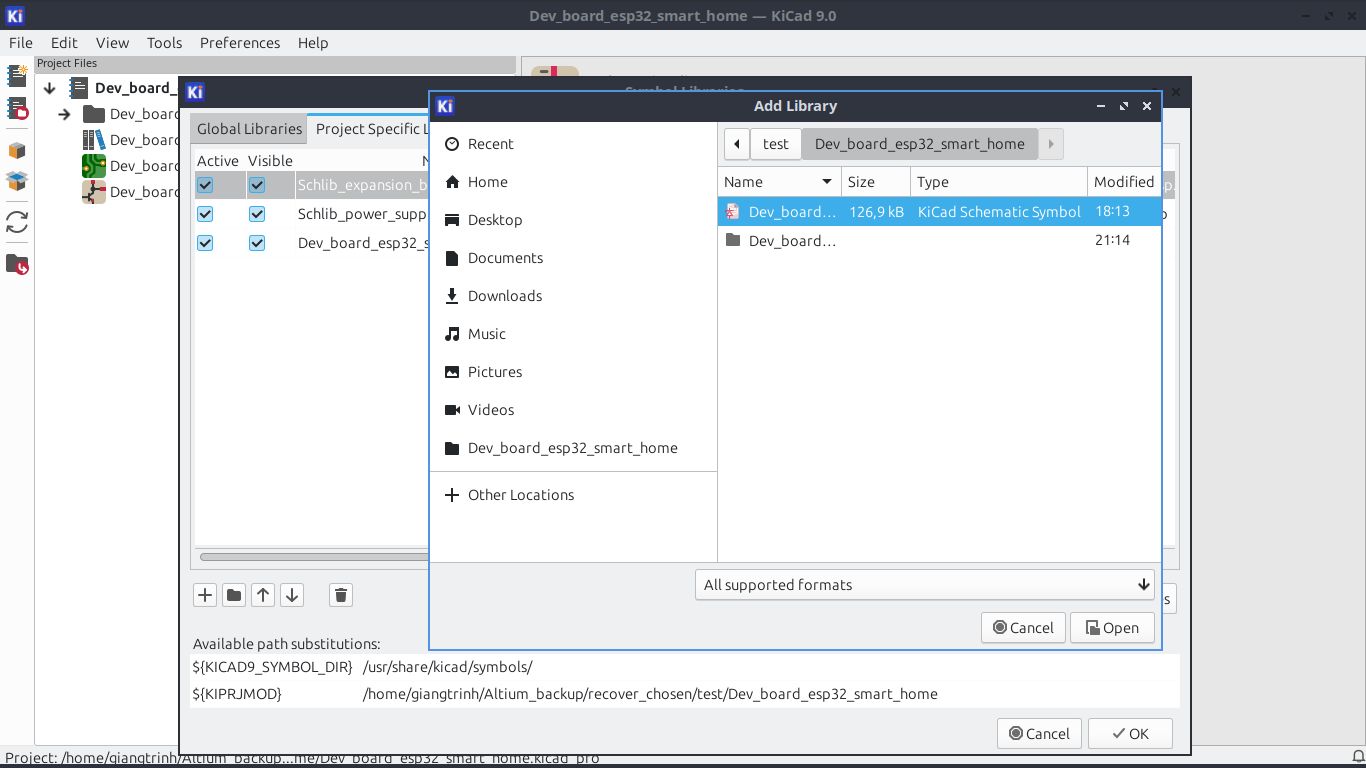 Dev_board_esp32_smart_home — KiCad 9.0
File Edit View Tools Preferences Help
Project Files
Dev_board_
Dev_board
Dev_board
Dev_board
Dev_board
Global Libraries
Project Specific L
Active Visible N
Schlib_expansion_b
Schlib_power_supp
Dev_board_esp32_s
Add Library
Recent
Home
Desktop
Documents
Downloads
Music
Pictures
Videos
Dev_board_esp32_smart_home
Other Locations
test
Dev_board_esp32_smart_home
Name Size Type Modified
Dev_board… 126,9 kB KiCad Schematic Symbol 18:13
Dev_board… 21:14
All supported formats
Cancel
Open
s
Available path substitutions:
${KICAD9_SYMBOL_DIR} /usr/share/kicad/symbols/
${KIPRJMOD} /home/giangtrinh/Altium_backup/recover_chosen/test/Dev_board_esp32_smart_home
Cancel
OK
Project: /home/giangtrinh/Altium_backup...me/Dev_board_esp32_smart_home.kicad_pro